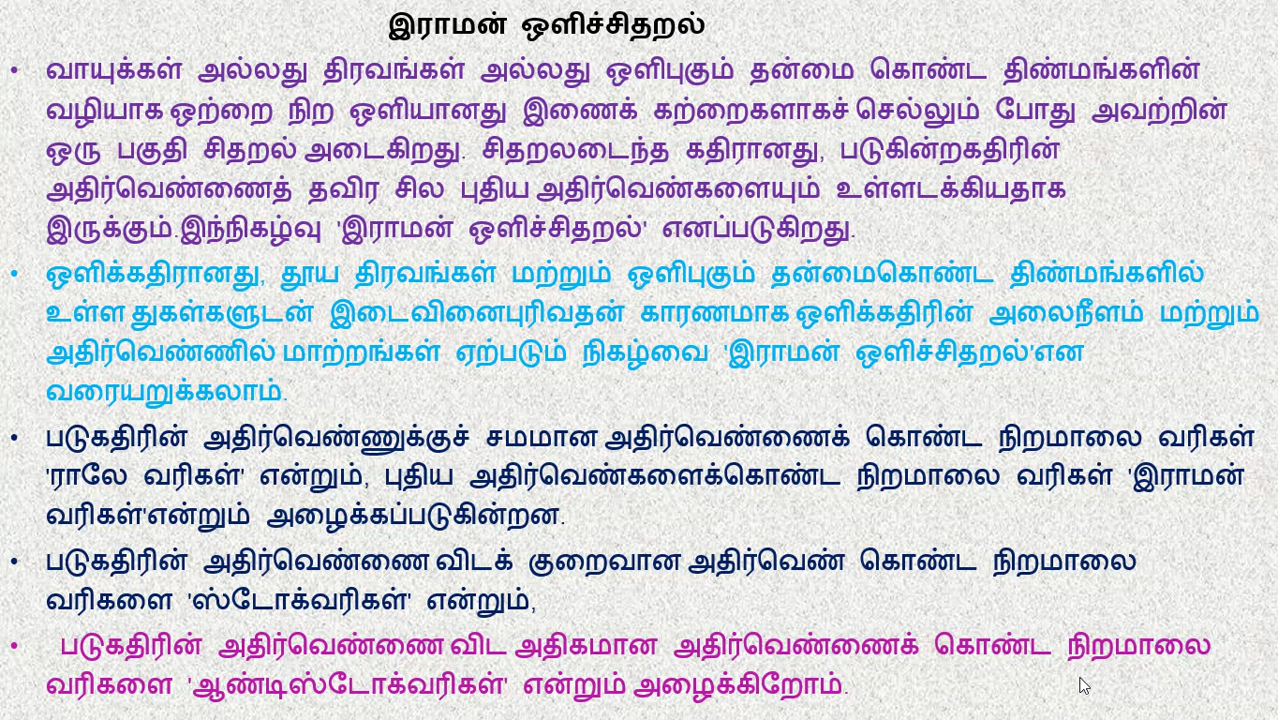 இராமன் ஒளிச்சிதறல்
• வாயுக்கள் அல்லது திரவங்கள் அல்லது ஒளிபுகும் தன்மை கொண்ட திண்மங்களின்
வழியாக ஒற்றை நிற ஒளியானது இணைக் கற்றைகளாகச் செல்லும் போது அவற்றின்
ஒரு பகுதி சிதறல் அடைகிறது. சிதறலடைந்த கதிரானது, படுகின்றகதிரின்
அதிர்வெண்ணைத் தவிர சில புதிய அதிர்வெண்களையும் உள்ளடக்கியதாக
இருக்கும்.இந்நிகழ்வு 'இராமன் ஒளிச்சிதறல்' எனப்படுகிறது.
• ஒளிக்கதிரானது, தூய திரவங்கள் மற்றும் ஒளிபுகும் தன்மைகொண்ட திண்மங்களில்
உள்ள துகள்களுடன் இடைவினைபுரிவதன் காரணமாக ஒளிக்கதிரின் அலைநீளம் மற்றும்
அதிர்வெண்ணில் மாற்றங்கள் ஏற்படும் நிகழ்வை 'இராமன் ஒளிச்சிதறல்'என
வரையறுக்கலாம்.
• படுகதிரின் அதிர்வெண்ணுக்குச் சமமான அதிர்வெண்ணைக் கொண்ட நிறமாலை வரிகள்
'ராலே வரிகள்' என்றும், புதிய அதிர்வெண்களைக்கொண்ட நிறமாலை வரிகள் 'இராமன்
வரிகள்'என்றும் அழைக்கப்படுகின்றன.
• படுகதிரின் அதிர்வெண்ணை விடக் குறைவான அதிர்வெண் கொண்ட நிறமாலை
வரிகளை 'ஸ்டோக்வரிகள்' என்றும்,
• படுகதிரின் அதிர்வெண்ணை விட அதிகமான அதிர்வெண்ணைக் கொண்ட நிறமாலை
வரிகளை 'ஆண்டிஸ்டோக்வரிகள்' என்றும் அழைக்கிறோம்.